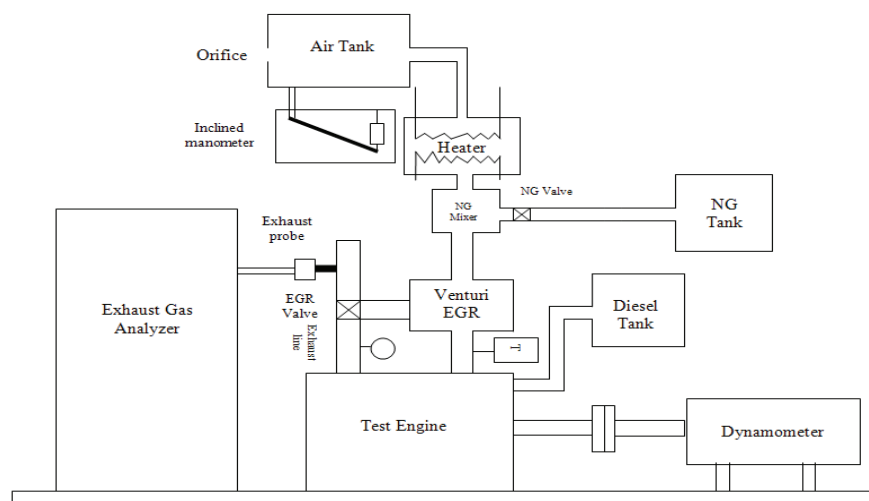 Air Tank
Orifice
Inclined
manometer
Heater
NG Valve
NG
Mixer
NG
Tank
Exhaust
probe
EGR
Valve
Exhaust
line
Venturi
EGR
Diesel
Tank
Exhaust Gas
Analyzer
T
Test Engine
Dynamometer